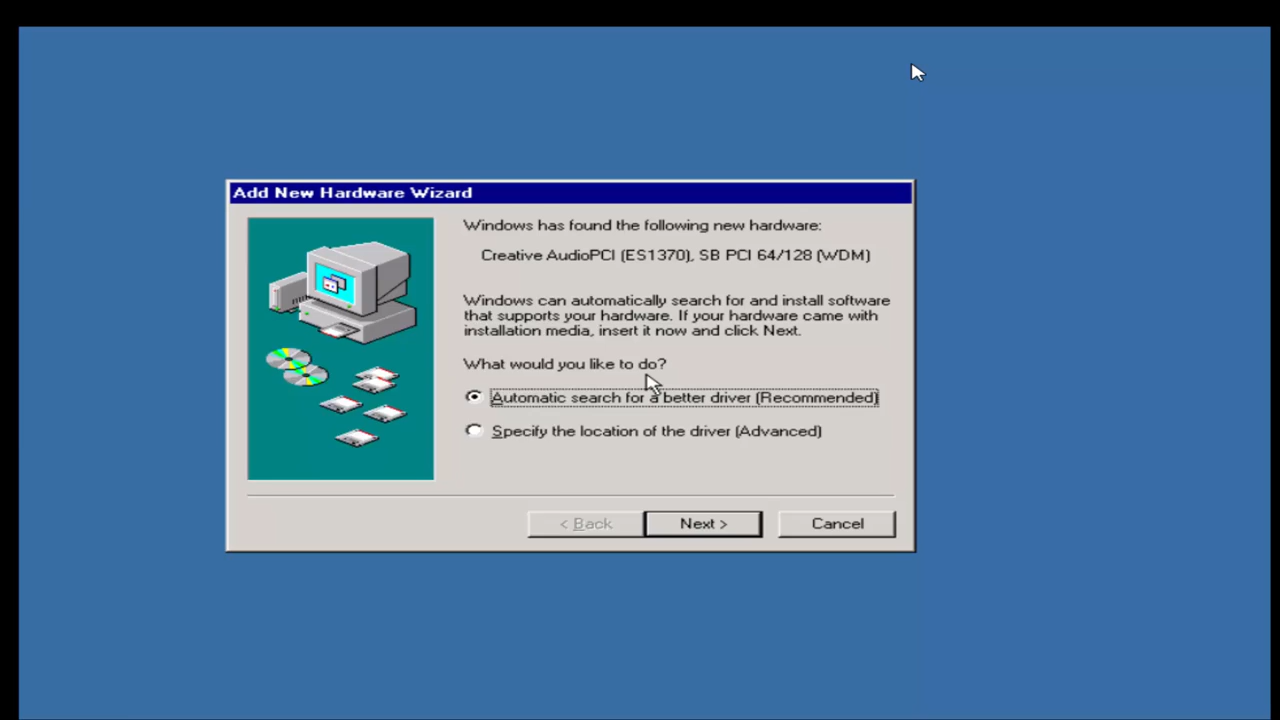 Add New Hardware Wizard
Windows has found the following new hardware:
Creative AudioPCI (ES1370), SB PCI 64/128 (WDM)
Windows can automatically search for and install software
that supports your hardware. If your hardware came with
installation media, insert it now and click Next.
What would you like to do?
Automatic search for a better driver (Recommended)
Specify the location of the driver (Advanced)
< Back
Next >
Cancel